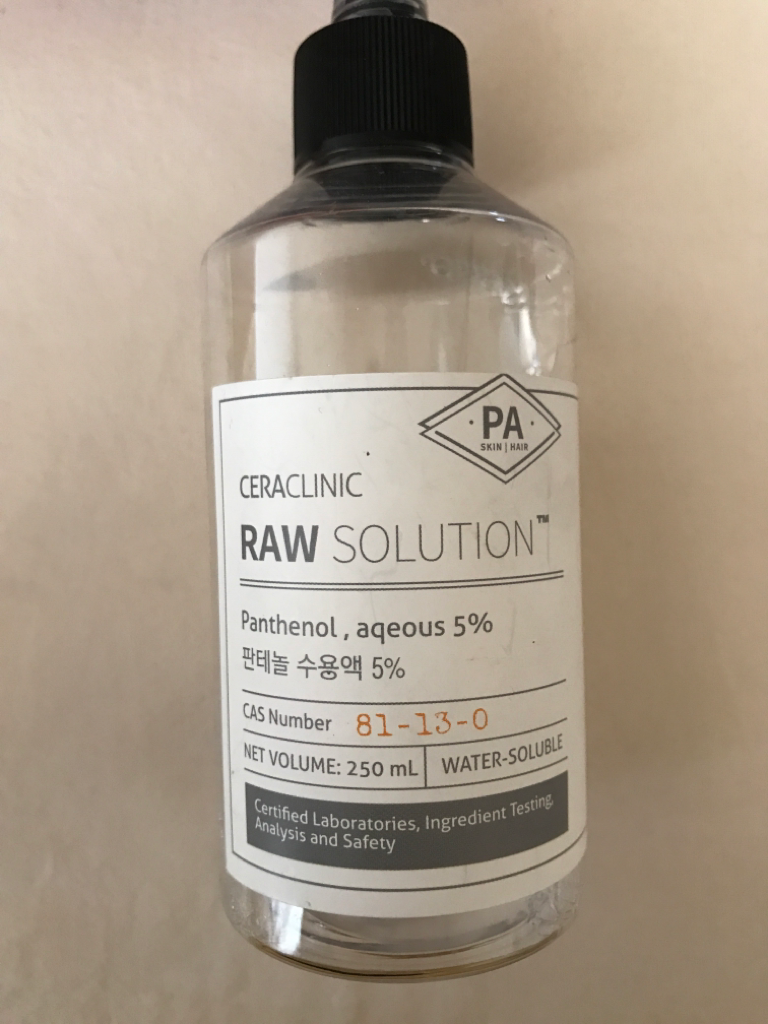 · PA ·
SKIN | HAIR
CERACLINIC
RAW SOLUTION™
Panthenol , aqeous 5%
판테놀 수용액 5%
CAS Number 81-13-0
NET VOLUME: 250 mL | WATER-SOLUBLE
Certified Laboratories, Ingredient Testing,
Analysis and Safety